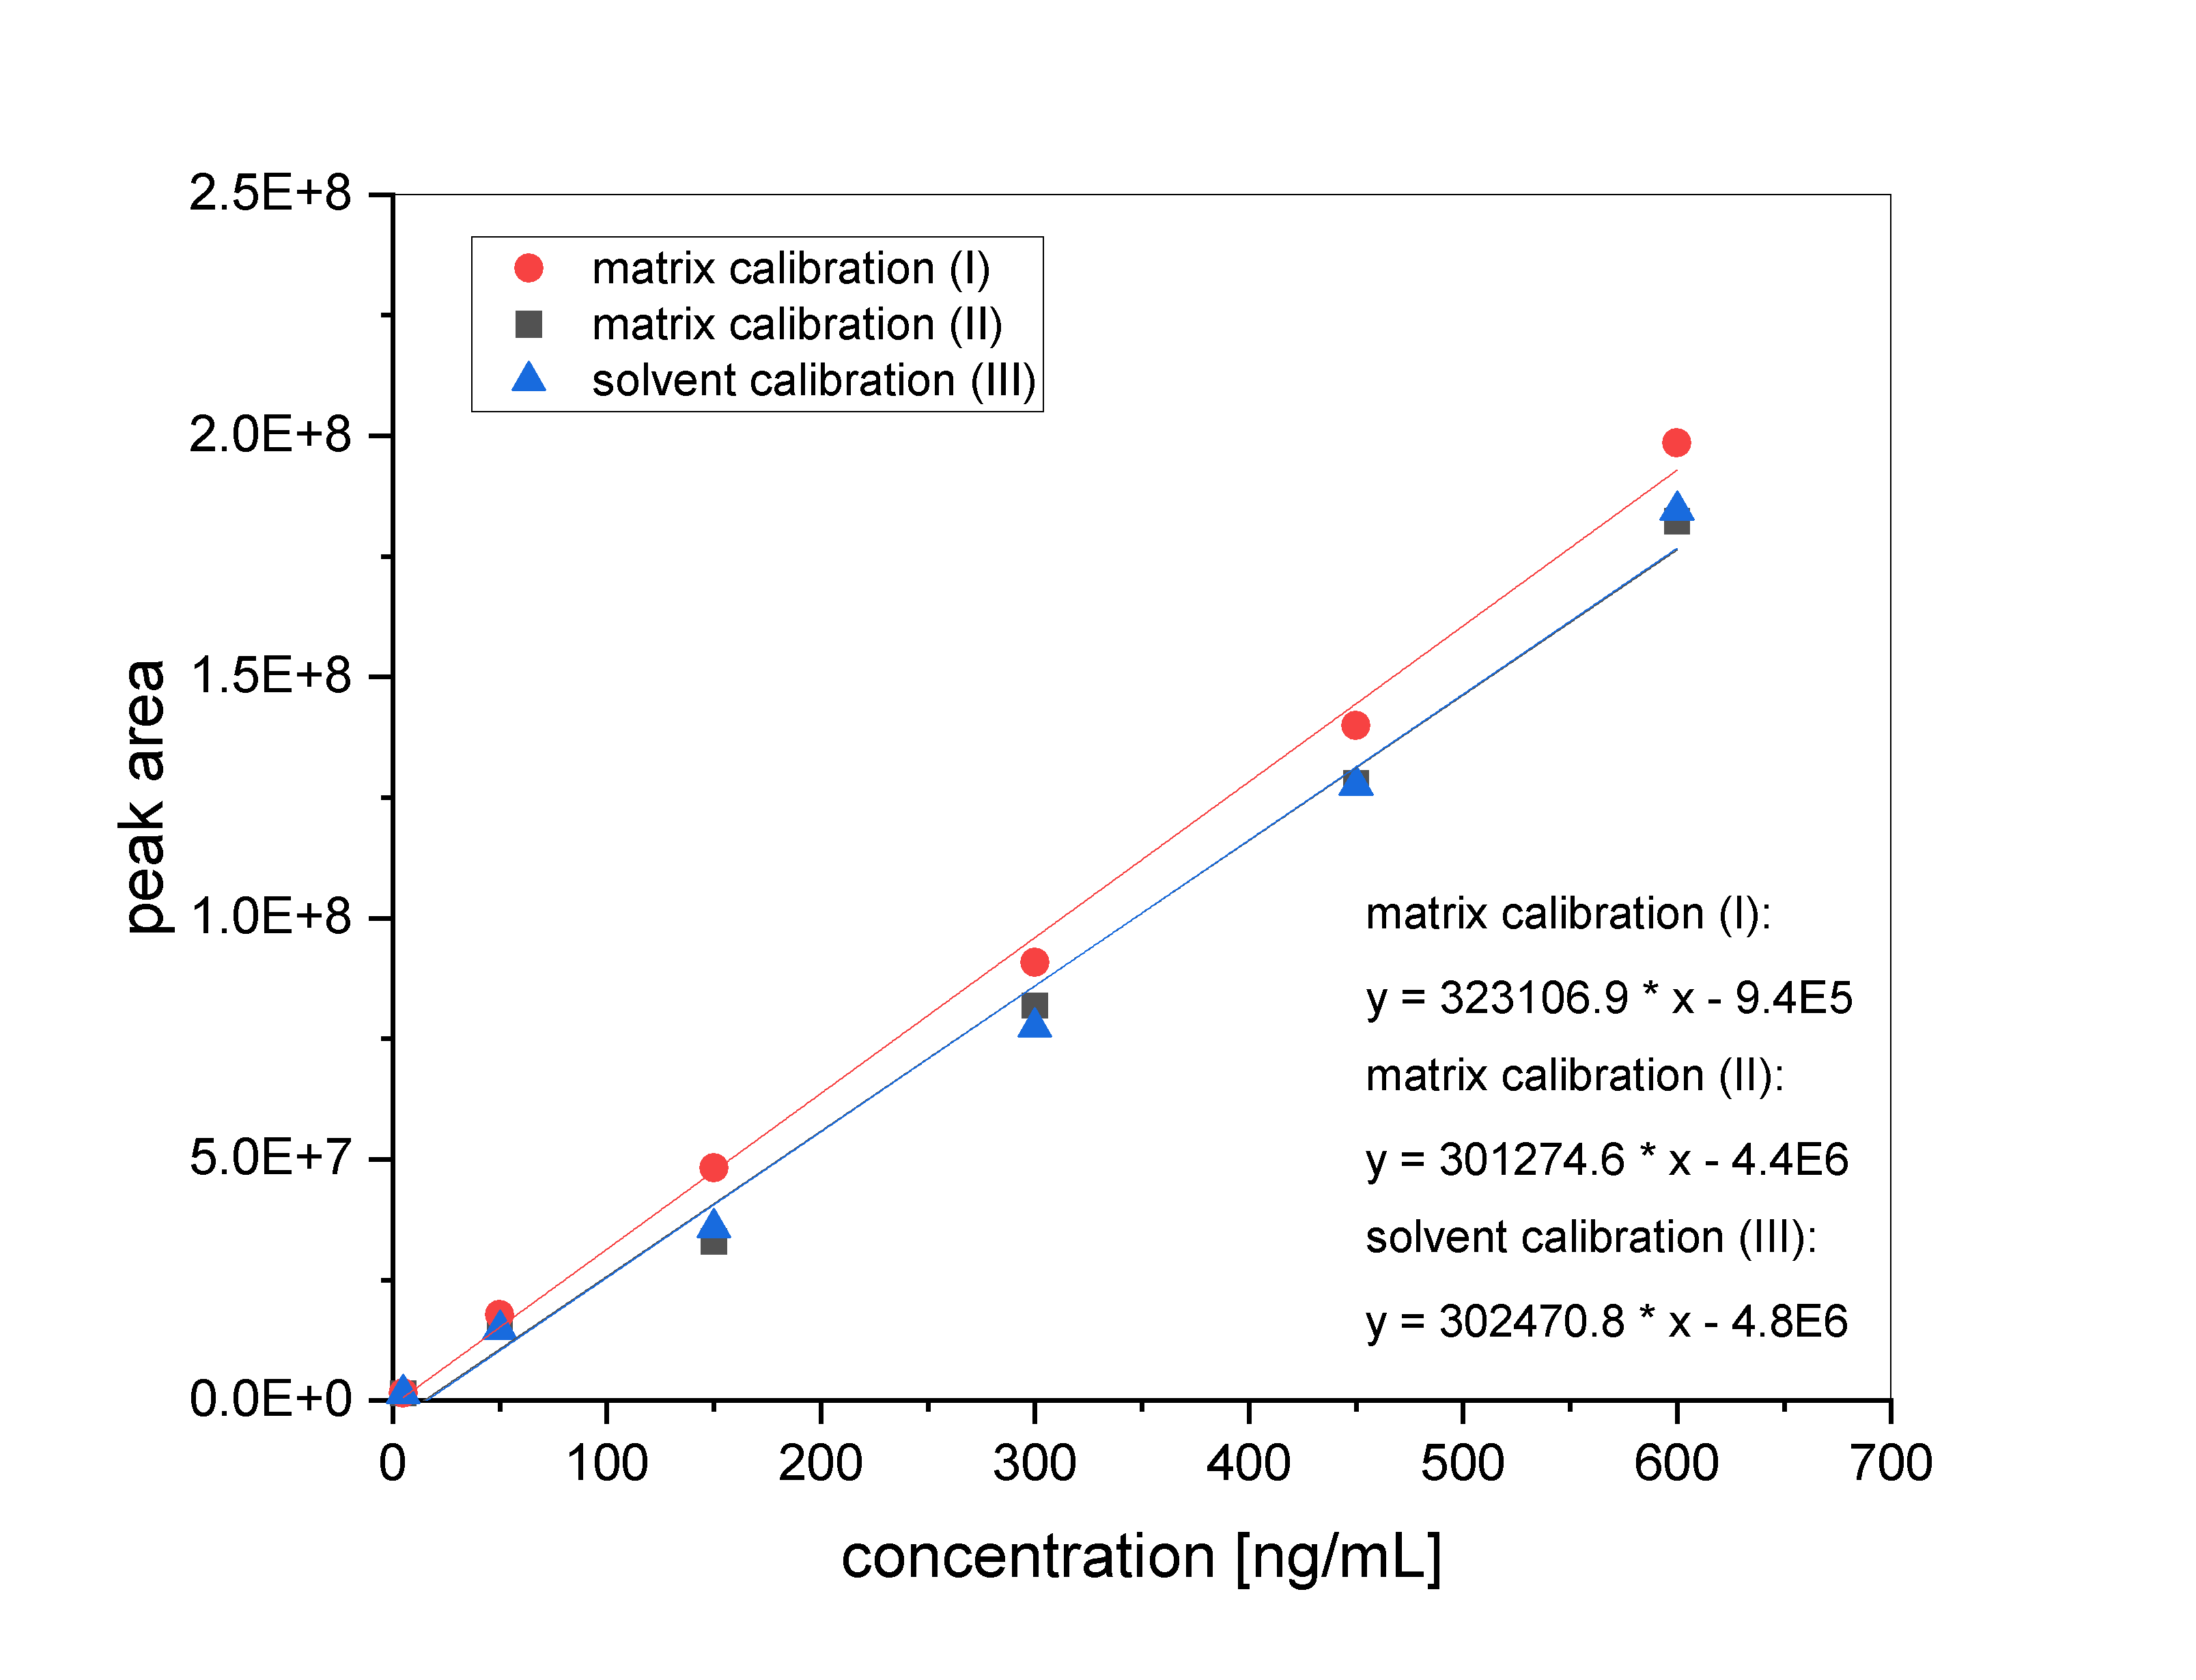 2.5E+8
2.0E+8
1.5E+8
1.0E+8
5.0E+7
0.0E+0
peak area
matrix calibration (I)
matrix calibration (II)
solvent calibration (III)
matrix calibration (I):
y = 323106.9 * x - 9.4E5
matrix calibration (II):
y = 301274.6 * x - 4.4E6
solvent calibration (III):
y = 302470.8 * x - 4.8E6
0 100 200 300 400 500 600 700
concentration [ng/mL]